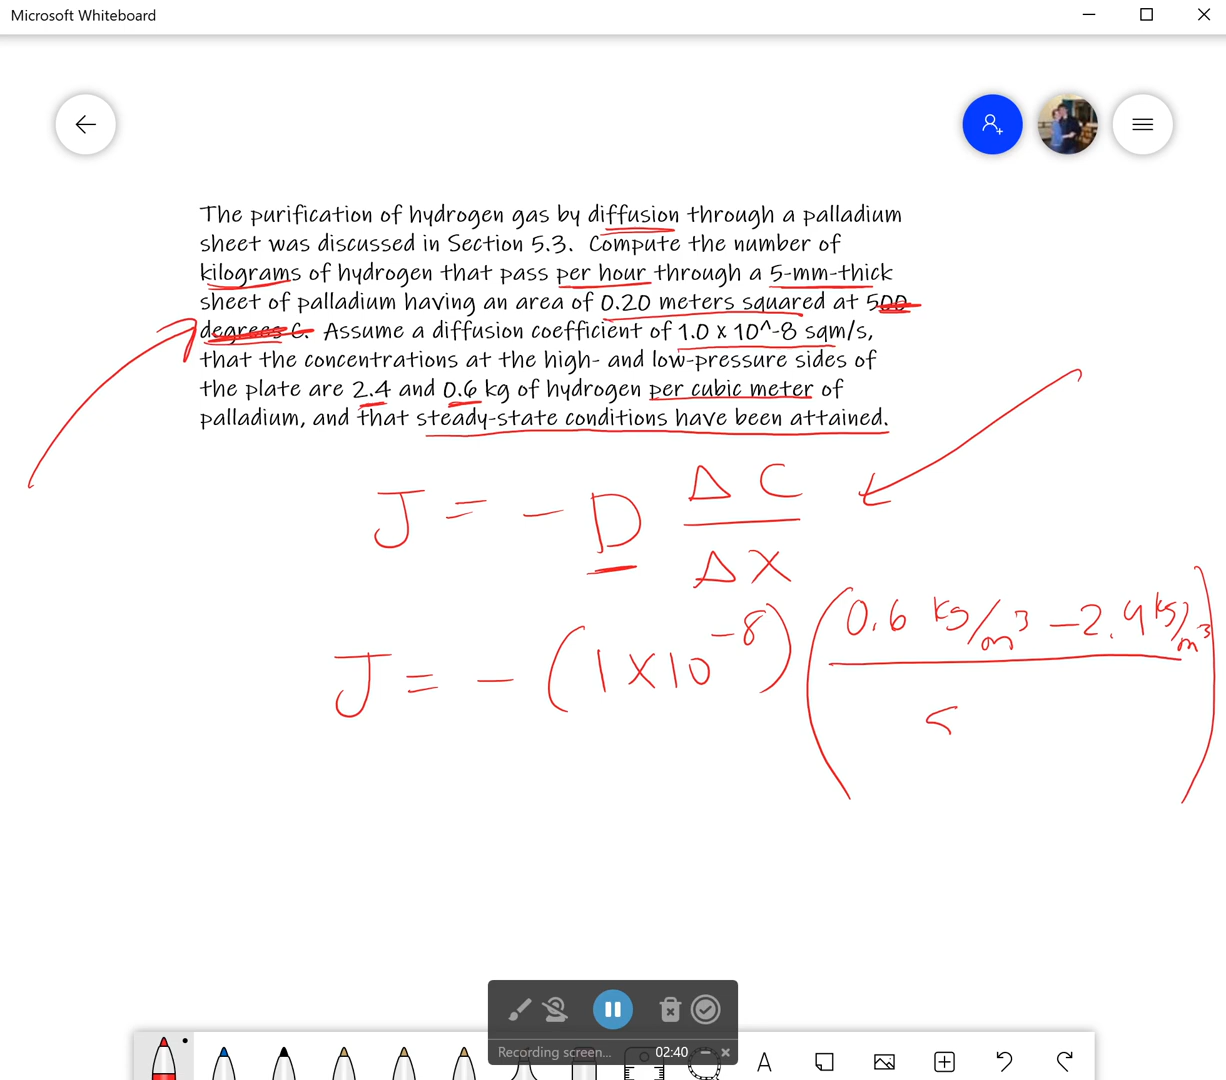 Microsoft Whiteboard
The purification of hydrogen gas by diffusion through a palladium
sheet was discussed in Section 5.3. Compute the number of
kilograms of hydrogen that pass per hour through a 5-mm-thick
sheet of palladium having an area of 0.20 meters squared at 500
degrees C. Assume a diffusion coefficient of 1.0 x 10^-8 sqm/s,
that the concentrations at the high- and low-pressure sides of
the plate are 2.4 and 0.6 kg of hydrogen per cubic meter of
palladium, and that steady-state conditions have been attained.
J = - D ΔC / ΔX
J = - (1 x 10^-8) (0.6 kg/m^3 - 2.4 kg/m^3
5
Recording screen... 02:40
A